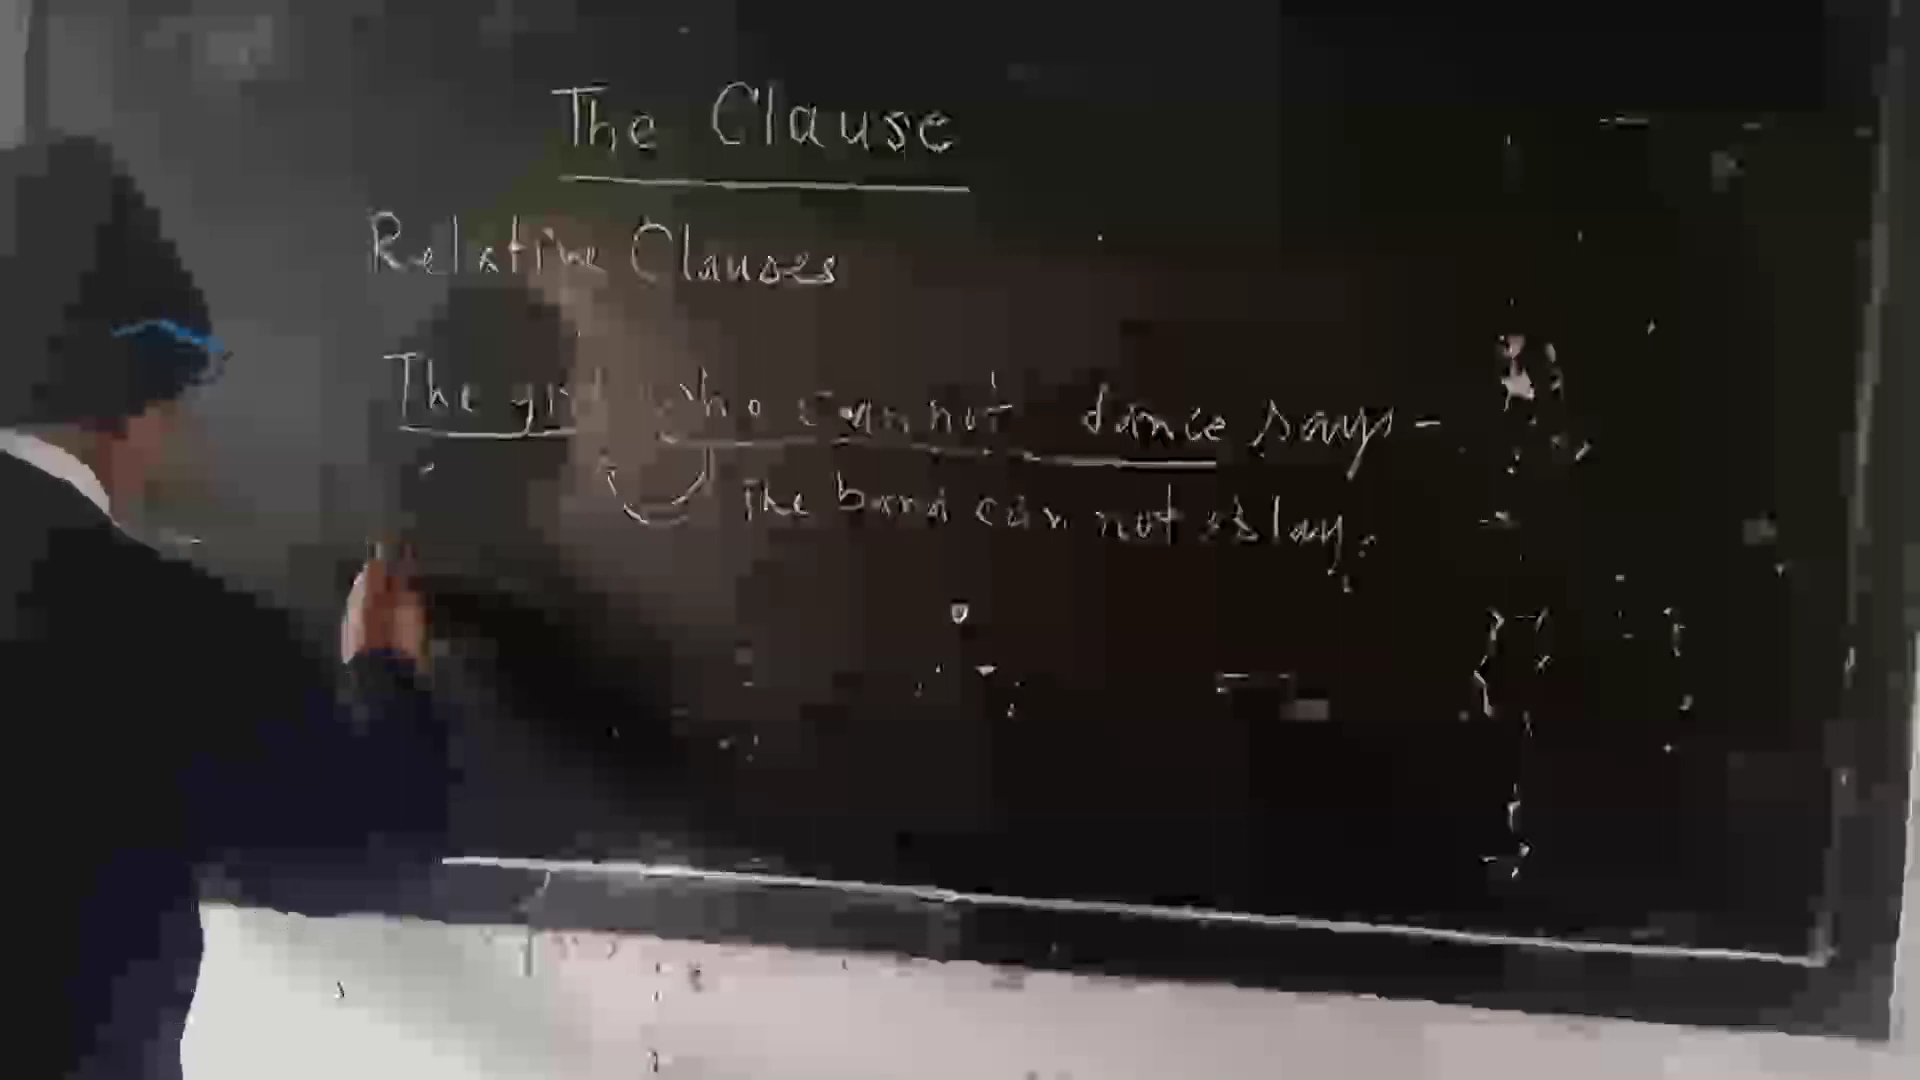 The Clause
Relative Clauses
The girl who cannot dance says -
The band can not play.